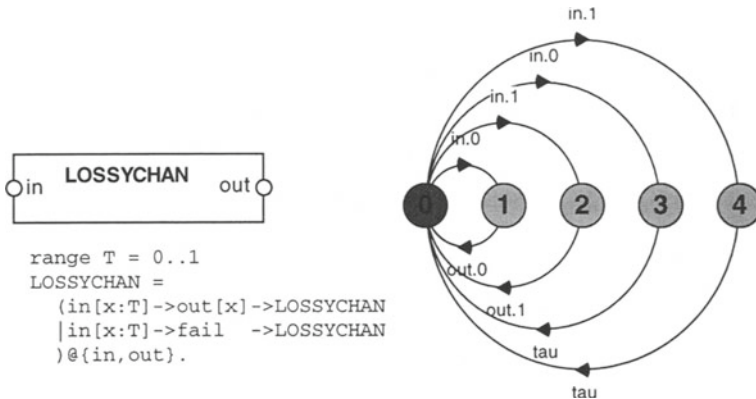 LOSSYCHAN
in
out
range T = 0..1
LOSSYCHAN =
(in[x:T]->out[x]->LOSSYCHAN
|in[x:T]->fail ->LOSSYCHAN
)@{in,out}.
in.1
in.0
in.1
in.0
0
1
2
3
4
out.0
out.1
tau
tau